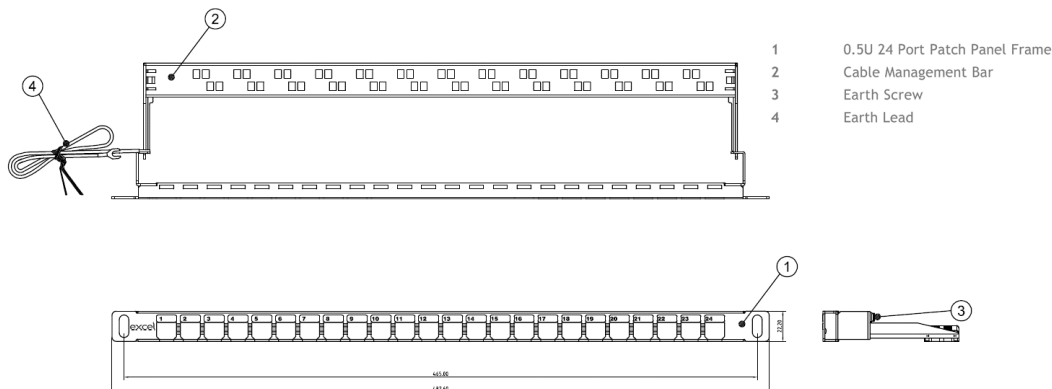 2
4
1 0.5U 24 Port Patch Panel Frame
2 Cable Management Bar
3 Earth Screw
4 Earth Lead
1
excel 1 2 3 4 5 6 7 8 9 10 11 12 13 14 15 16 17 18 19 20 21 22 23 24
22.20
3
465.00